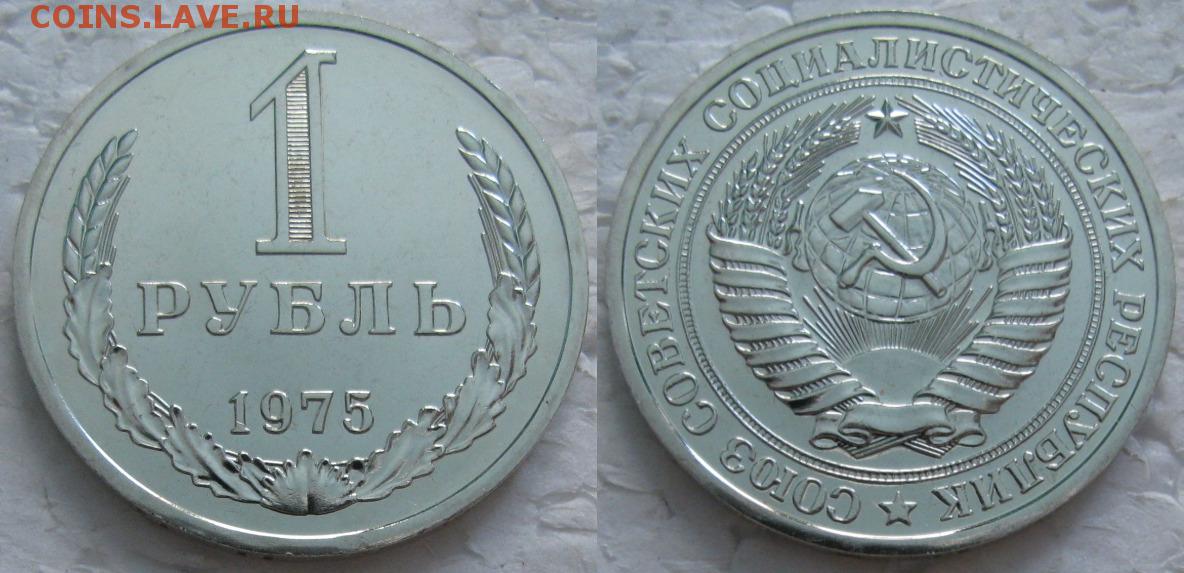 COINS.LAVE.RU
1
РУБЛЬ
1975
СОЮЗ СОВЕТСКИХ СОЦИАЛИСТИЧЕСКИХ РЕСПУБЛИК